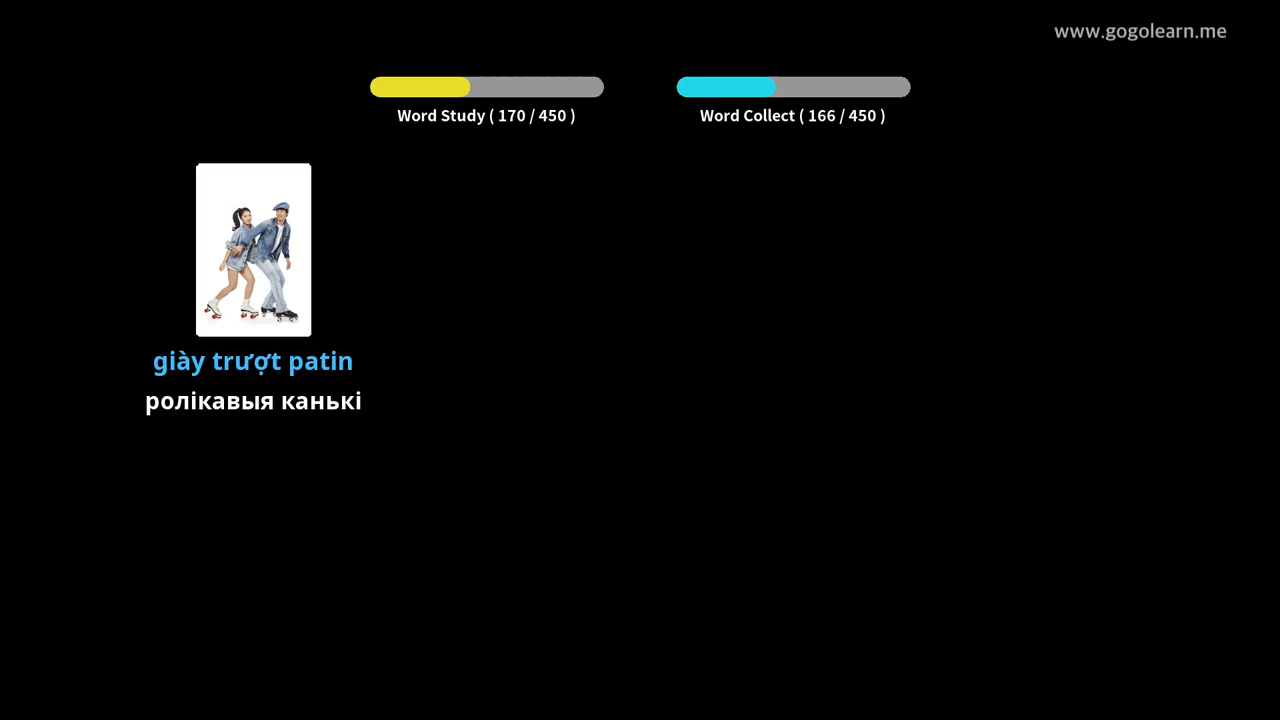 www.gogolearn.me
Word Study ( 170 / 450 )
Word Collect ( 166 / 450 )
giày trượt patin
ролікавыя канькі